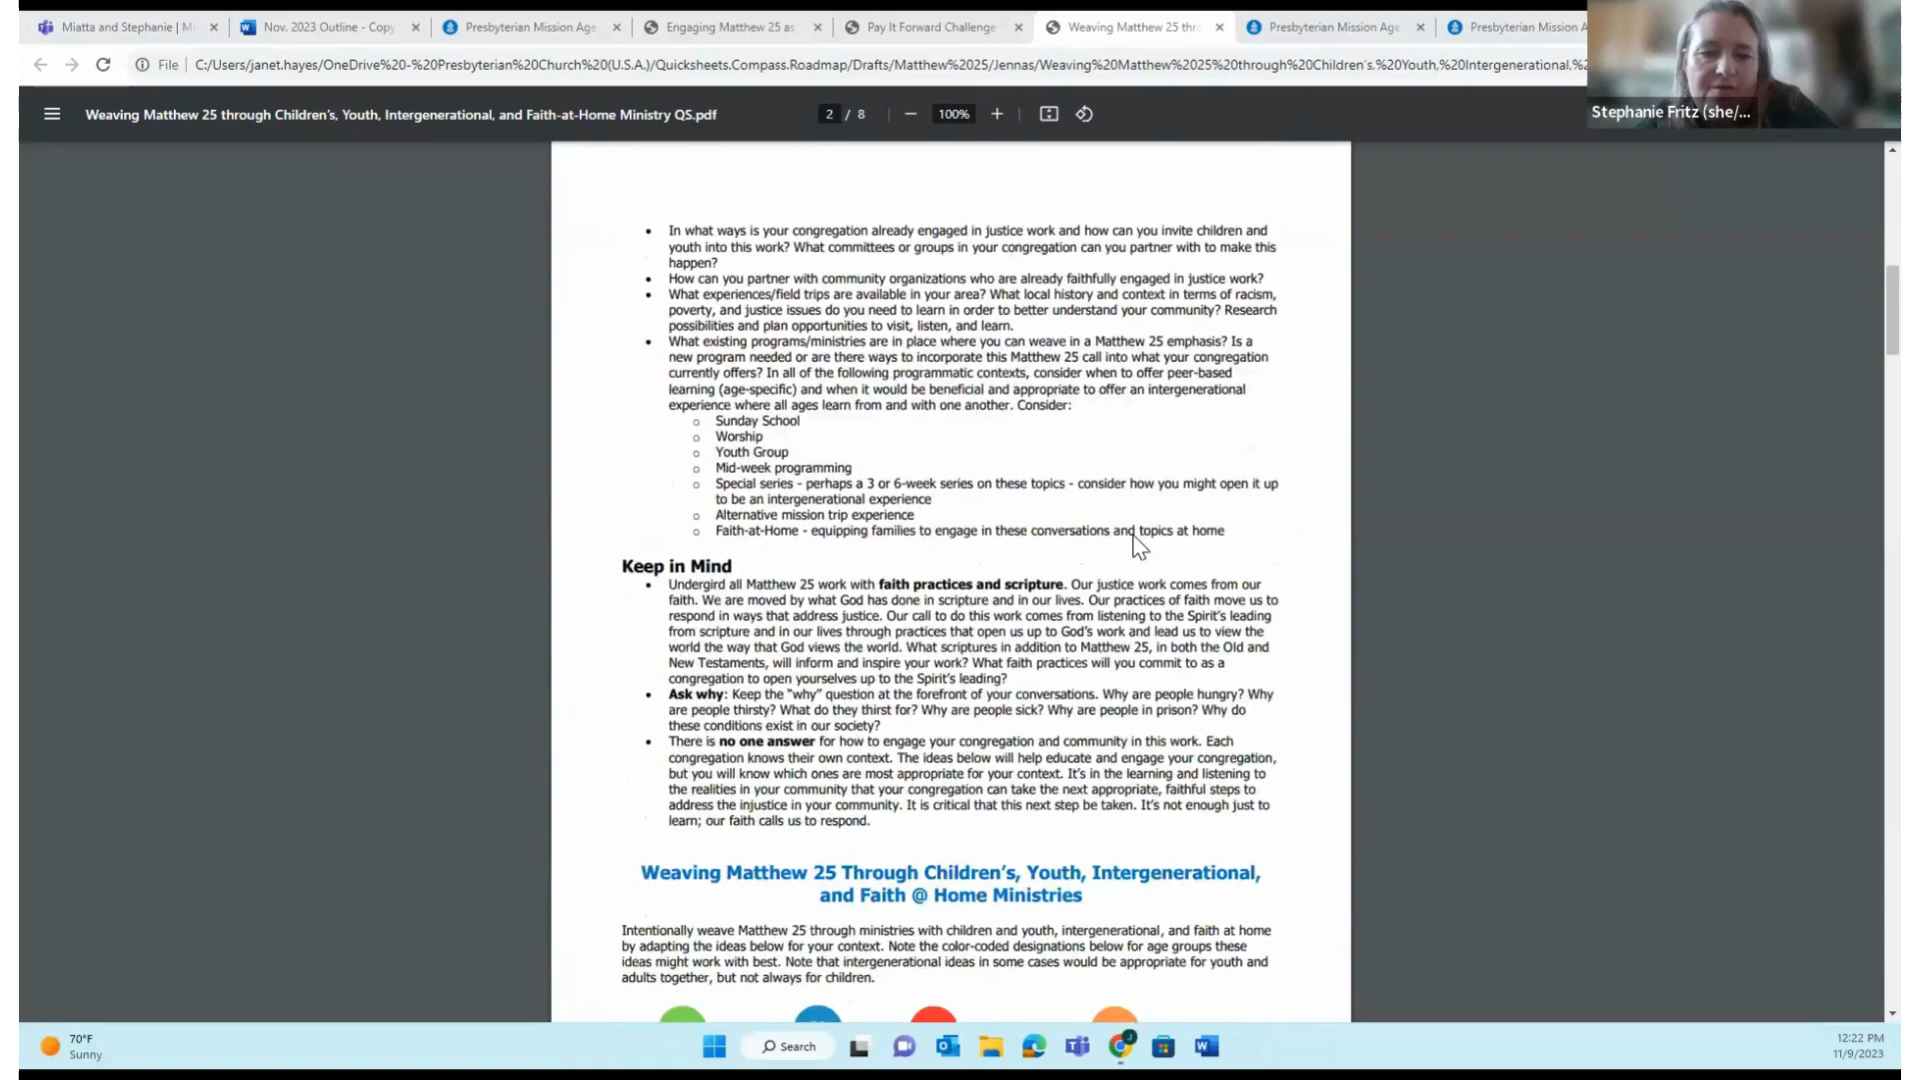 Miatta and Stephanie | M
Nov. 2023 Outline - Copy
Presbyterian Mission Age
Engaging Matthew 25 as
Pay It Forward Challenge
Weaving Matthew 25 thr
Presbyterian Mission Age
Presbyterian Mission A
File
C:/Users/janet.hayes/OneDrive%20-%20Presbyterian%20Church%20(U.S.A.)/Quicksheets.Compass.Roadmap/Drafts/Matthew%2025/Jennas/Weaving%20Matthew%2025%20through%20Children's,%20Youth,%20Intergenerational,%
Stephanie Fritz (she/...
Weaving Matthew 25 through Children's, Youth, Intergenerational, and Faith-at-Home Ministry QS.pdf
2 / 8
— 100% +
• In what ways is your congregation already engaged in justice work and how can you invite children and
youth into this work? What committees or groups in your congregation can you partner with to make this
happen?
• How can you partner with community organizations who are already faithfully engaged in justice work?
• What experiences/field trips are available in your area? What local history and context in terms of racism,
poverty, and justice issues do you need to learn in order to better understand your community? Research
possibilities and plan opportunities to visit, listen, and learn.
• What existing programs/ministries are in place where you can weave in a Matthew 25 emphasis? Is a
new program needed or are there ways to incorporate this Matthew 25 call into what your congregation
currently offers? In all of the following programmatic contexts, consider when to offer peer-based
learning (age-specific) and when it would be beneficial and appropriate to offer an intergenerational
experience where all ages learn from and with one another. Consider:
o Sunday School
o Worship
o Youth Group
o Mid-week programming
o Special series - perhaps a 3 or 6-week series on these topics - consider how you might open it up
to be an intergenerational experience
o Alternative mission trip experience
o Faith-at-Home - equipping families to engage in these conversations and topics at home
Keep in Mind
• Undergird all Matthew 25 work with faith practices and scripture. Our justice work comes from our
faith. We are moved by what God has done in scripture and in our lives. Our practices of faith move us to
respond in ways that address justice. Our call to do this work comes from listening to the Spirit's leading
from scripture and in our lives through practices that open us up to God's work and lead us to view the
world the way that God views the world. What scriptures in addition to Matthew 25, in both the Old and
New Testaments, will inform and inspire your work? What faith practices will you commit to as a
congregation to open yourselves up to the Spirit's leading?
• Ask why: Keep the "why" question at the forefront of your conversations. Why are people hungry? Why
are people thirsty? What do they thirst for? Why are people sick? Why are people in prison? Why do
these conditions exist in our society?
• There is no one answer for how to engage your congregation and community in this work. Each
congregation knows their own context. The ideas below will help educate and engage your congregation,
but you will know which ones are most appropriate for your context. It's in the learning and listening to
the realities in your community that your congregation can take the next appropriate, faithful steps to
address the injustice in your community. It is critical that this next step be taken. It's not enough just to
learn; our faith calls us to respond.
Weaving Matthew 25 Through Children's, Youth, Intergenerational,
and Faith @ Home Ministries
Intentionally weave Matthew 25 through ministries with children and youth, intergenerational, and faith at home
by adapting the ideas below for your context. Note the color-coded designations below for age groups these
ideas might work with best. Note that intergenerational ideas in some cases would be appropriate for youth and
adults together, but not always for children.
70°F
Sunny
Search
12:22 PM
11/9/2023